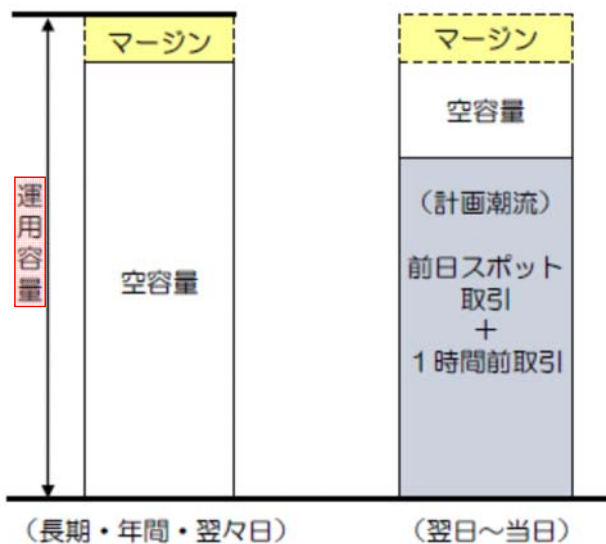 マージン
空容量
運用容量
（長期・年間・翌々日）
マージン
空容量
（計画潮流）
前日スポット
取引
＋
１時間前取引
（翌日～当日）